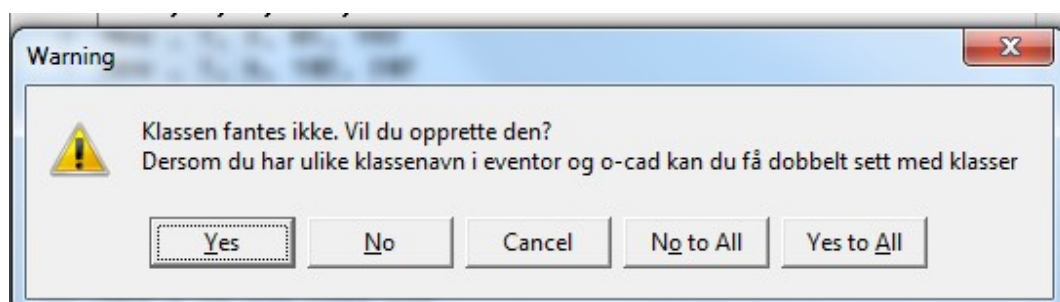 Warning
Klassen fantes ikke. Vil du opprette den?
Dersom du har ulike klassenavn i eventor og o-cad kan du få dobbelt sett med klasser
Yes
No
Cancel
No to All
Yes to All